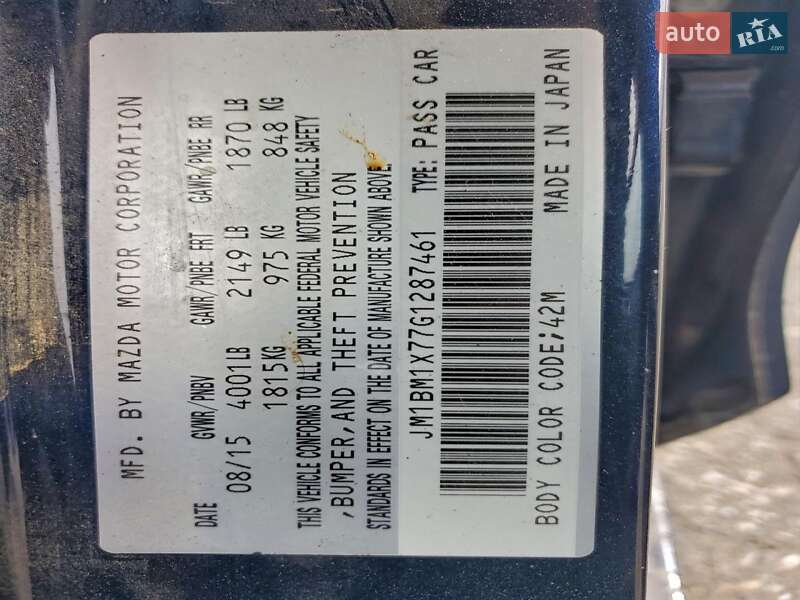 MFD. BY MAZDA MOTOR CORPORATION
DATE GVWR/PNBV GAWR/PNBE FRT GAWR/PNBE RR
08/15 4001LB 2149 LB 1870 LB
1815KG 975 KG 848 KG
THIS VEHICLE CONFORMS TO ALL APPLICABLE FEDERAL MOTOR VEHICLE SAFETY
,BUMPER,AND THEFT PREVENTION
STANDARDS IN EFFECT ON THE DATE OF MANUFACTURE SHOWN ABOVE.
JM1BM1X77G1287461 TYPE: PASS CAR
BODY COLOR CODE;42M MADE IN JAPAN
auto RIA.com